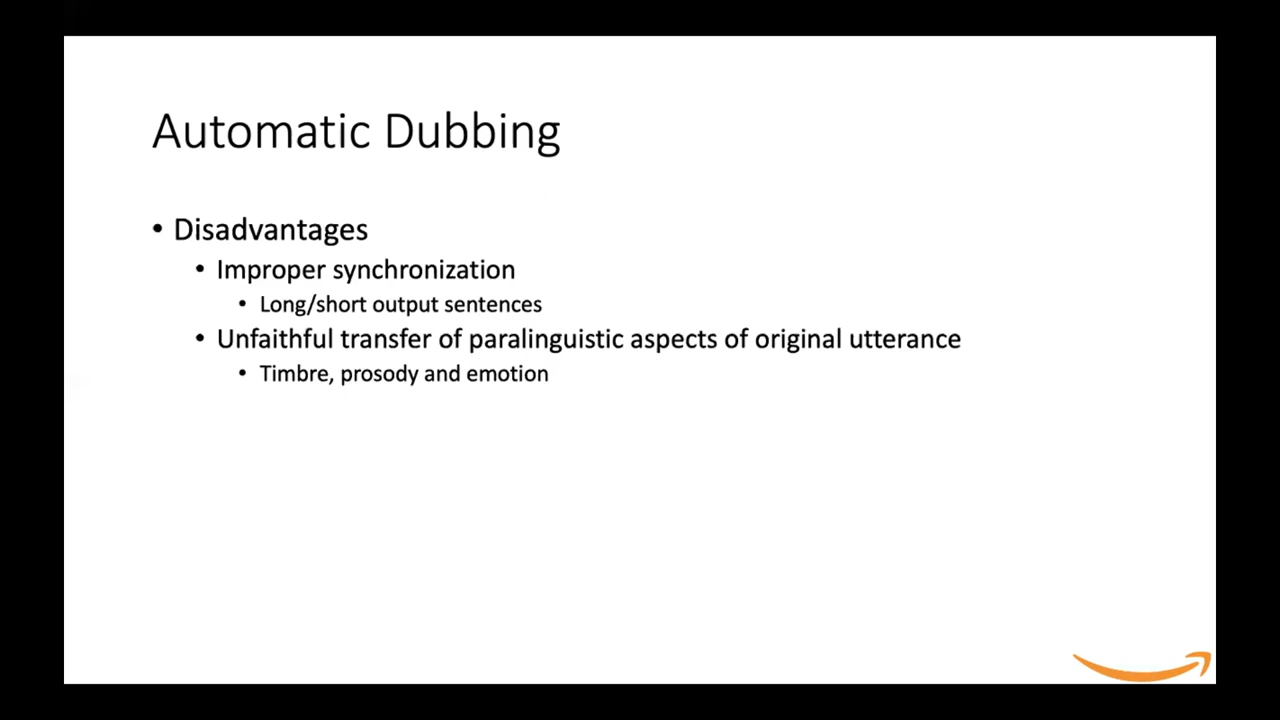 Automatic Dubbing
• Disadvantages
• Improper synchronization
• Long/short output sentences
• Unfaithful transfer of paralinguistic aspects of original utterance
• Timbre, prosody and emotion